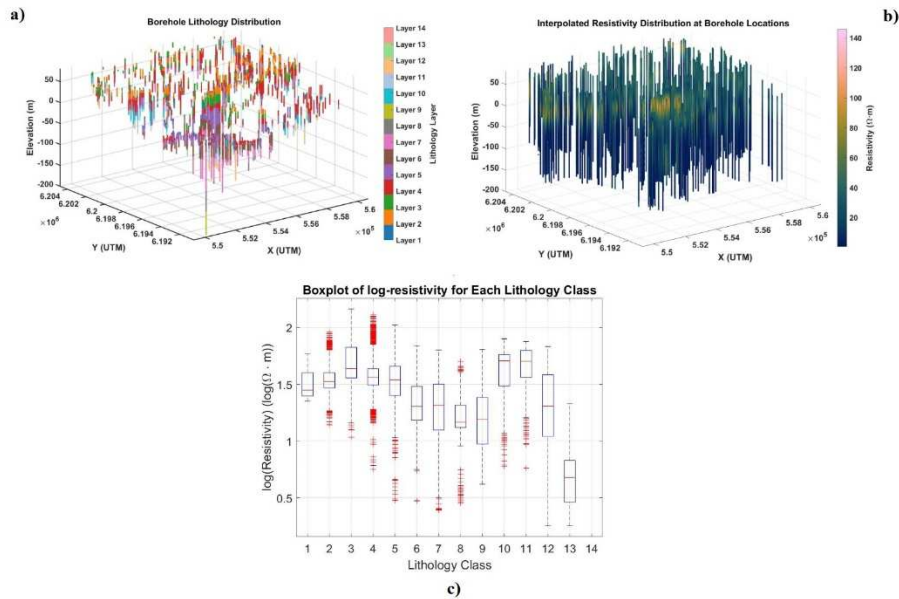 a)
Borehole Lithology Distribution
50
0
-50
-100
-150
-200
Elevation (m)
6.204
6.202
6.2
6.198
6.196
6.194
6.192
×10⁶
Y (UTM)
5.5
5.52
5.54
5.56
5.58
5.6
×10⁵
X (UTM)
Layer 14
Layer 13
Layer 12
Layer 11
Layer 10
Layer 9
Layer 8
Layer 7
Layer 6
Layer 5
Layer 4
Layer 3
Layer 2
Layer 1
Lithology Layer
b)
Interpolated Resistivity Distribution at Borehole Locations
50
0
-50
-100
-150
-200
Elevation (m)
6.204
6.202
6.2
6.198
6.196
6.194
6.192
×10⁶
Y (UTM)
5.5
5.52
5.54
5.56
5.58
5.6
×10⁵
X (UTM)
140
120
100
80
60
40
20
Resistivity (Ω·m)
Boxplot of log-resistivity for Each Lithology Class
2
1.5
1
0.5
log(Resistivity) (log(Ω · m))
1 2 3 4 5 6 7 8 9 10 11 12 13 14
Lithology Class
c)